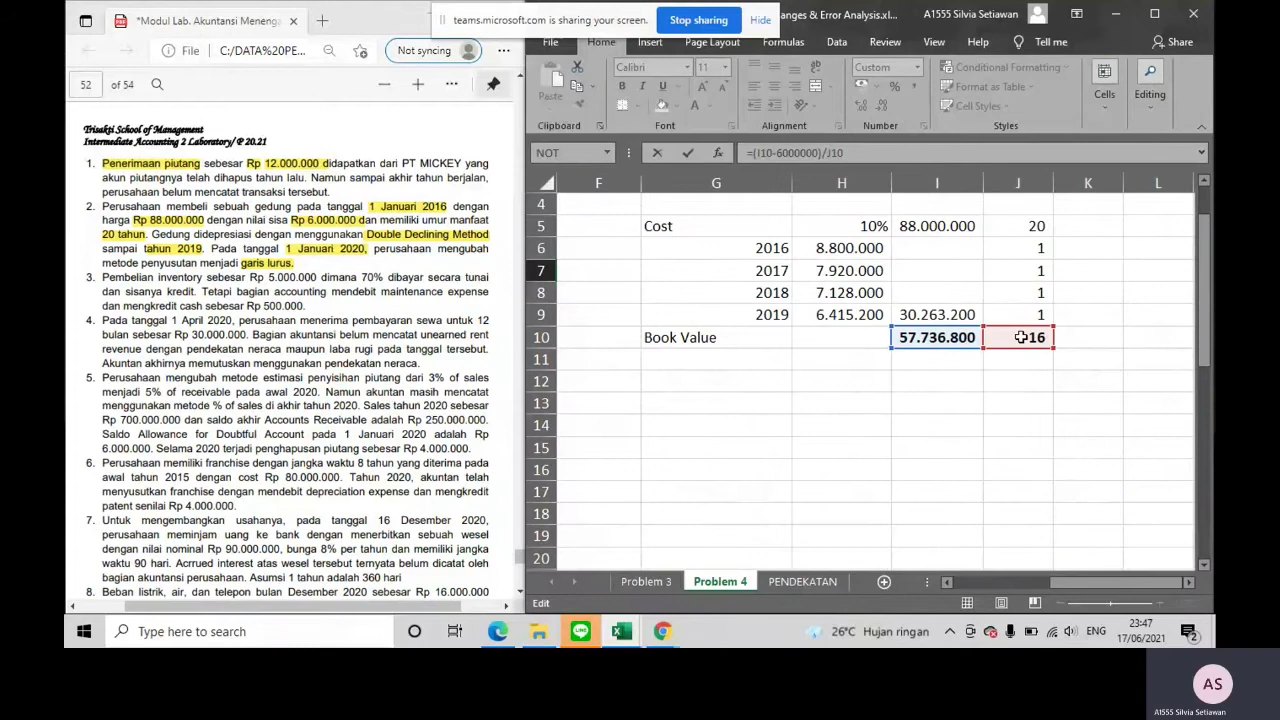 *Modul Lab. Akuntansi Meneng
teams.microsoft.com is sharing your screen.
Stop sharing
Hide
nges & Error Analysis.xl...
A1555 Silvia Setiawan
File
C:/DATA%20PE...
Not syncing
File
Home
Insert
Page Layout
Formulas
Data
Review
View
Help
Tell me
Share
52
of 54
Paste
Clipboard
Calibri
11
B
I
U
Font
Alignment
Custom
Number
Conditional Formatting
Format as Table
Cell Styles
Styles
Cells
Editing
NOT
fx
=(I10-6000000)/J10
Trisakti School of Management
Intermediate Accounting 2 Laboratory/ P 20.21
1. Penerimaan piutang sebesar Rp 12.000.000 didapatkan dari PT MICKEY yang
akun piutangnya telah dihapus tahun lalu. Namun sampai akhir tahun berjalan,
perusahaan belum mencatat transaksi tersebut.
2. Perusahaan membeli sebuah gedung pada tanggal 1 Januari 2016 dengan
harga Rp 88.000.000 dengan nilai sisa Rp 6.000.000 dan memiliki umur manfaat
20 tahun. Gedung didepresiasi dengan menggunakan Double Declining Method
sampai tahun 2019. Pada tanggal 1 Januari 2020, perusahaan mengubah
metode penyusutan menjadi garis lurus.
3. Pembelian inventory sebesar Rp 5.000.000 dimana 70% dibayar secara tunai
dan sisanya kredit. Tetapi bagian accounting mendebit maintenance expense
dan mengkredit cash sebesar Rp 500.000.
4. Pada tanggal 1 April 2020, perusahaan menerima pembayaran sewa untuk 12
bulan sebesar Rp 30.000.000. Bagian akuntansi belum mencatat unearned rent
revenue dengan pendekatan neraca maupun laba rugi pada tanggal tersebut.
Akuntan akhirnya memutuskan menggunakan pendekatan neraca.
5. Perusahaan mengubah metode estimasi penyisihan piutang dari 3% of sales
menjadi 5% of receivable pada awal 2020. Namun akuntan masih mencatat
menggunakan metode % of sales di akhir tahun 2020. Sales tahun 2020 sebesar
Rp 700.000.000 dan saldo akhir Accounts Receivable adalah Rp 250.000.000.
Saldo Allowance for Doubtful Account pada 1 Januari 2020 adalah Rp
6.000.000. Selama 2020 terjadi penghapusan piutang sebesar Rp 4.000.000.
6. Perusahaan memiliki franchise dengan jangka waktu 8 tahun yang diterima pada
awal tahun 2015 dengan cost Rp 80.000.000. Tahun 2020, akuntan telah
menyusutkan franchise dengan mendebit depreciation expense dan mengkredit
patent senilai Rp 4.000.000.
7. Untuk mengembangkan usahanya, pada tanggal 16 Desember 2020,
perusahaan meminjam uang ke bank dengan menerbitkan sebuah wesel
dengan nilai nominal Rp 90.000.000, bunga 8% per tahun dan memiliki jangka
waktu 90 hari. Acrrued interest atas wesel tersebut ternyata belum dicatat oleh
bagian akuntansi perusahaan. Asumsi 1 tahun adalah 360 hari
8. Beban listrik, air, dan telepon bulan Desember 2020 sebesar Rp 16.000.000
F G H I J K L
4
5 Cost 10% 88.000.000 20
6 2016 8.800.000 1
7 2017 7.920.000 1
8 2018 7.128.000 1
9 2019 6.415.200 30.263.200 1
10 Book Value 57.736.800 16
11
12
13
14
15
16
17
18
19
20
Problem 3
Problem 4
PENDEKATAN
Edit
Type here to search
26°C Hujan ringan
ENG
23:47
17/06/2021
2
AS
A1555 Silvia Setiawan